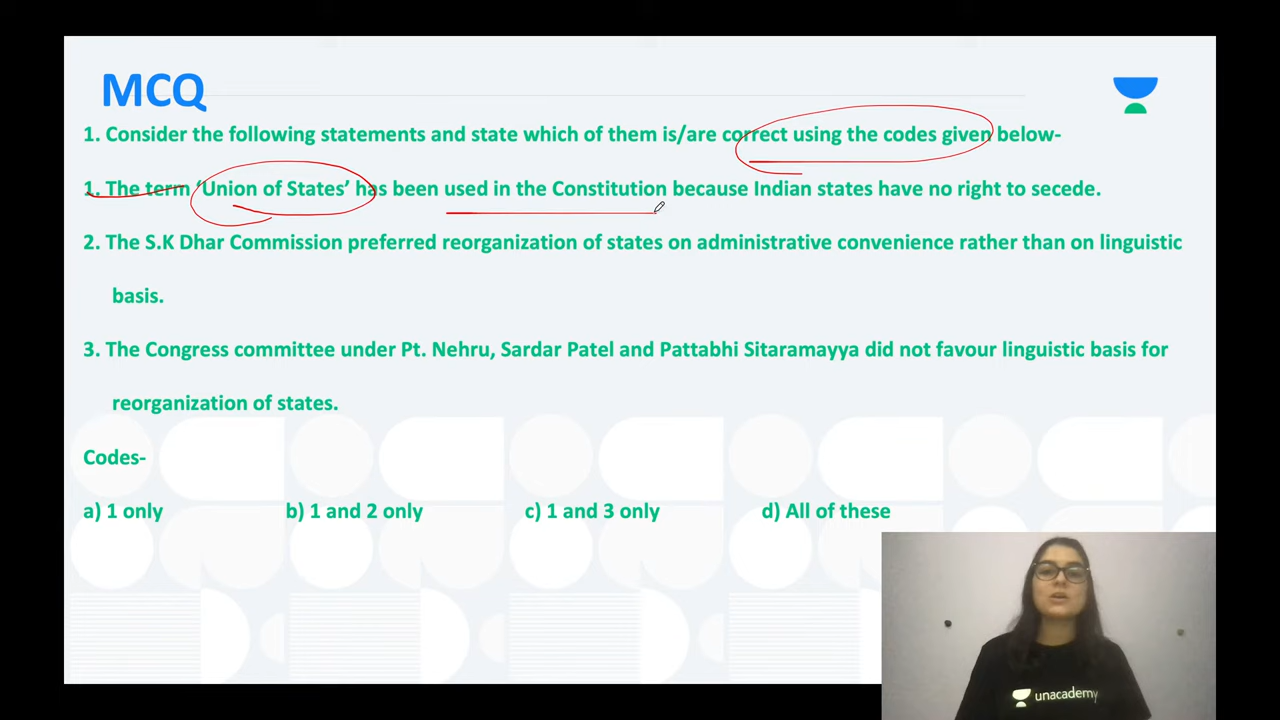 MCQ
1. Consider the following statements and state which of them is/are correct using the codes given below-
1. The term ‘Union of States’ has been used in the Constitution because Indian states have no right to secede.
2. The S.K Dhar Commission preferred reorganization of states on administrative convenience rather than on linguistic
basis.
3. The Congress committee under Pt. Nehru, Sardar Patel and Pattabhi Sitaramayya did not favour linguistic basis for
reorganization of states.
Codes-
a) 1 only b) 1 and 2 only c) 1 and 3 only d) All of these
unacademy